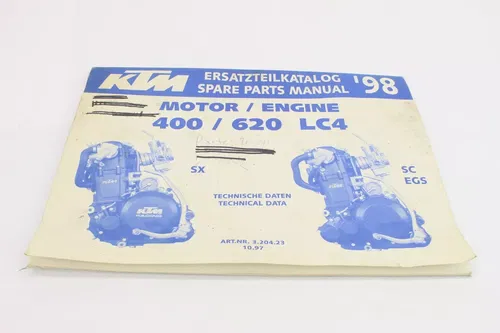 KTM
ERSATZTEILKATALOG
SPARE PARTS MANUAL
'98
MOTOR / ENGINE
400 / 620 LC4
SX
SC
EGS
TECHNISCHE DATEN
TECHNICAL DATA
KTM
ART.NR. 3.204.23
10.97